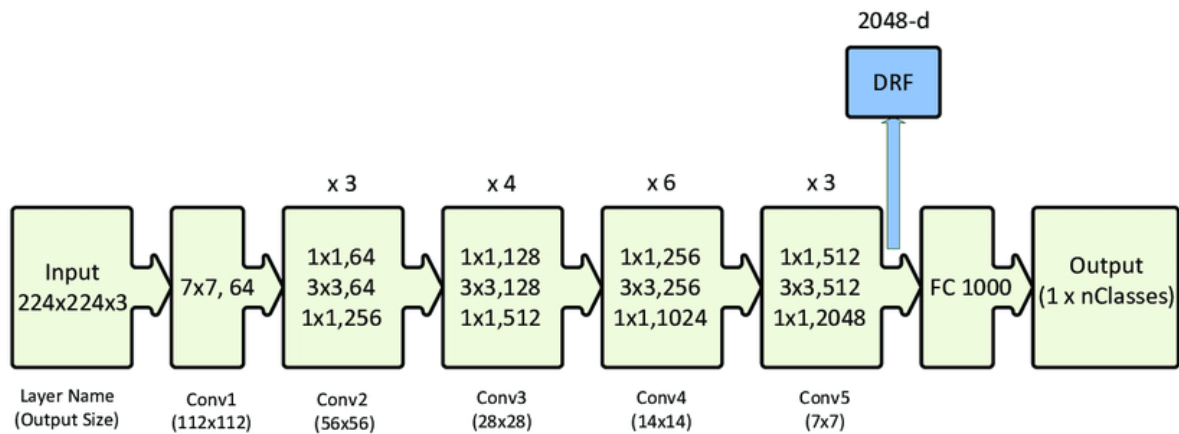 2048-d
DRF
x 3
x 4
x 6
x 3
Input
224x224x3
7x7, 64
1x1,64
3x3,64
1x1,256
1x1,128
3x3,128
1x1,512
1x1,256
3x3,256
1x1,1024
1x1,512
3x3,512
1x1,2048
FC 1000
Output
(1 x nClasses)
Layer Name
(Output Size)
Conv1
(112x112)
Conv2
(56x56)
Conv3
(28x28)
Conv4
(14x14)
Conv5
(7x7)